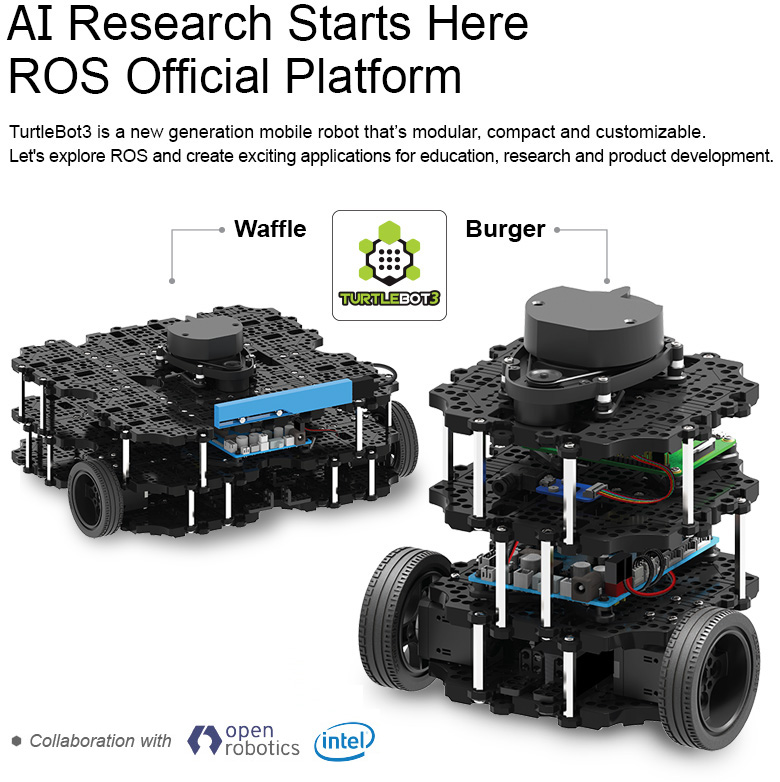 AI Research Starts Here
ROS Official Platform
TurtleBot3 is a new generation mobile robot that's modular, compact and customizable.
Let's explore ROS and create exciting applications for education, research and product development.
Waffle
TURTLEBOT3
Burger
Collaboration with
open
robotics
intel